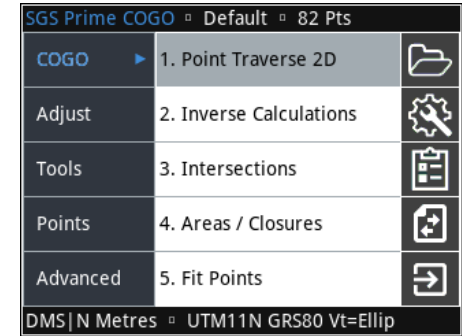 SGS Prime COGO ▫ Default ▫ 82 Pts
COGO ▸ 1. Point Traverse 2D
Adjust 2. Inverse Calculations
Tools 3. Intersections
Points 4. Areas / Closures
Advanced 5. Fit Points
DMS|N Metres ▫ UTM11N GRS80 Vt=Ellip